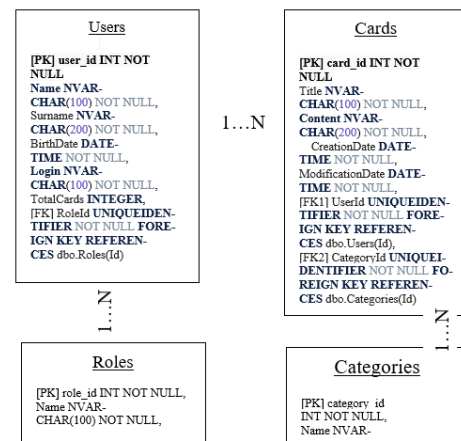 Users
[PK] user_id INT NOT
NULL
Name NVAR-
CHAR(100) NOT NULL,
Surname NVAR-
CHAR(200) NOT NULL,
BirthDate DATE-
TIME NOT NULL,
Login NVAR-
CHAR(100) NOT NULL,
TotalCards INTEGER,
[FK] RoleId UNIQUEIDEN-
TIFIER NOT NULL FORE-
IGN KEY REFEREN-
CES dbo.Roles(Id)
1…N
Cards
[PK] card_id INT NOT
NULL
Title NVAR-
CHAR(100) NOT NULL,
Content NVAR-
CHAR(200) NOT NULL,
CreationDate DATE-
TIME NOT NULL,
ModificationDate DATE-
TIME NOT NULL,
[FK1] UserId UNIQUEIDEN-
TIFIER NOT NULL FORE-
IGN KEY REFEREN-
CES dbo.Users(Id),
[FK2] CategoryId UNIQUEI-
DENTIFIER NOT NULL FO-
REIGN KEY REFEREN-
CES dbo.Categories(Id)
1…N
1…N
Roles
[PK] role_id INT NOT NULL,
Name NVAR-
CHAR(100) NOT NULL,
Categories
[PK] category_id
INT NOT NULL,
Name NVAR-